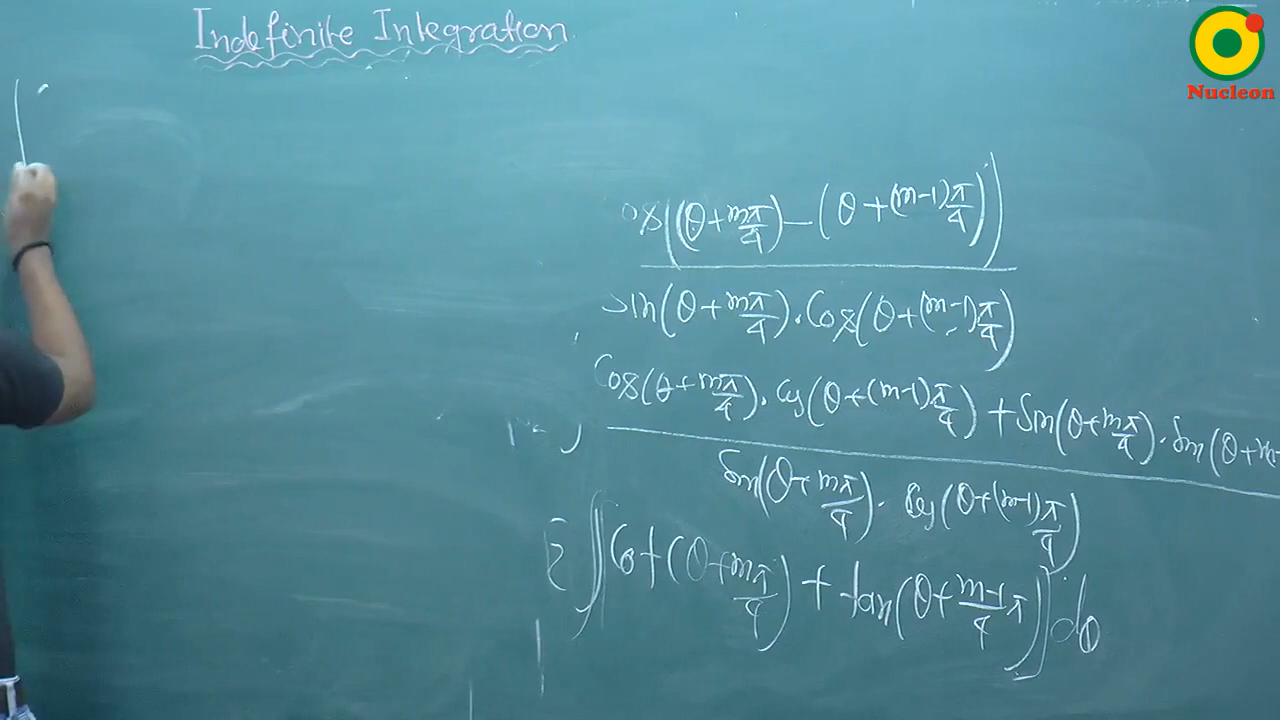 Indefinite Integration
Nucleon
os((θ+mπ/4)-(θ+(m-1)π/4))
sin(θ+mπ/4).Cos(θ+(m-1)π/4)
Cos(θ+mπ/4).Cos(θ+(m-1)π/4)+Sin(θ+mπ/4).Sin(θ+m-
Sin(θ+mπ/4).Cos(θ+(m-1)π/4)
Σ∫[Cot(θ+mπ/4)+tan(θ+m-1/4 π)]dθ